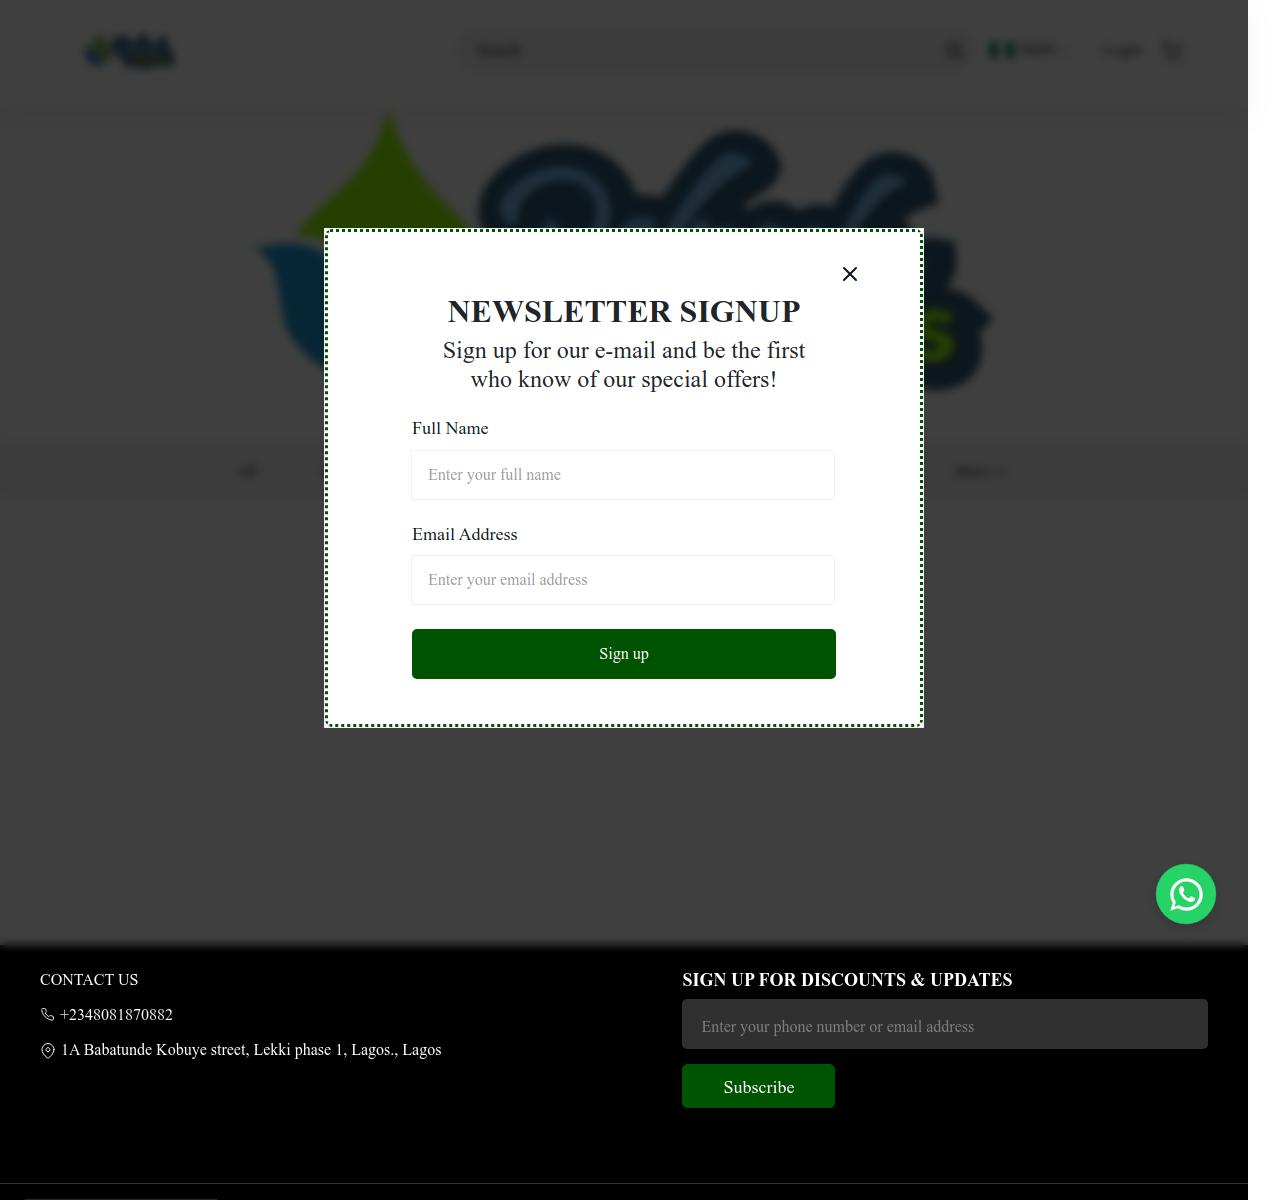 Search
Login
NEWSLETTER SIGNUP
Sign up for our e-mail and be the first
who know of our special offers!
Full Name
Enter your full name
Email Address
Enter your email address
Sign up
CONTACT US
+2348081870882
1A Babatunde Kobuye street, Lekki phase 1, Lagos., Lagos
SIGN UP FOR DISCOUNTS & UPDATES
Enter your phone number or email address
Subscribe